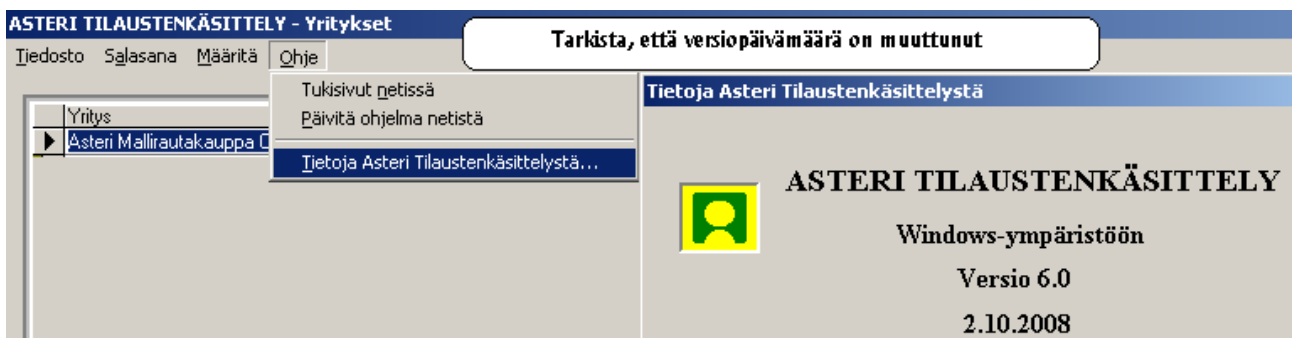 ASTERI TILAUSTENKÄSITTELY - Yritykset
Tarkista, että versiopäivämäärä on muuttunut
Tiedosto Salasana Määritä Ohje
Tukisivut netissä
Päivitä ohjelma netistä
Tietoja Asteri Tilaustenkäsittelystä...
Yritys
Asteri Mallirautakauppa
Tietoja Asteri Tilaustenkäsittelystä
ASTERI TILAUSTENKÄSITTELY
Windows-ympäristöön
Versio 6.0
2.10.2008